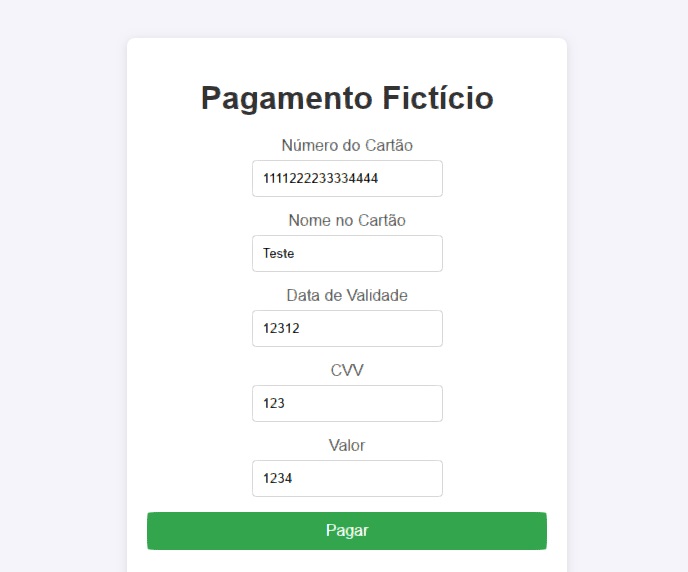 Pagamento Fictício
Número do Cartão
1111222233334444
Nome no Cartão
Teste
Data de Validade
12312
CVV
123
Valor
1234
Pagar